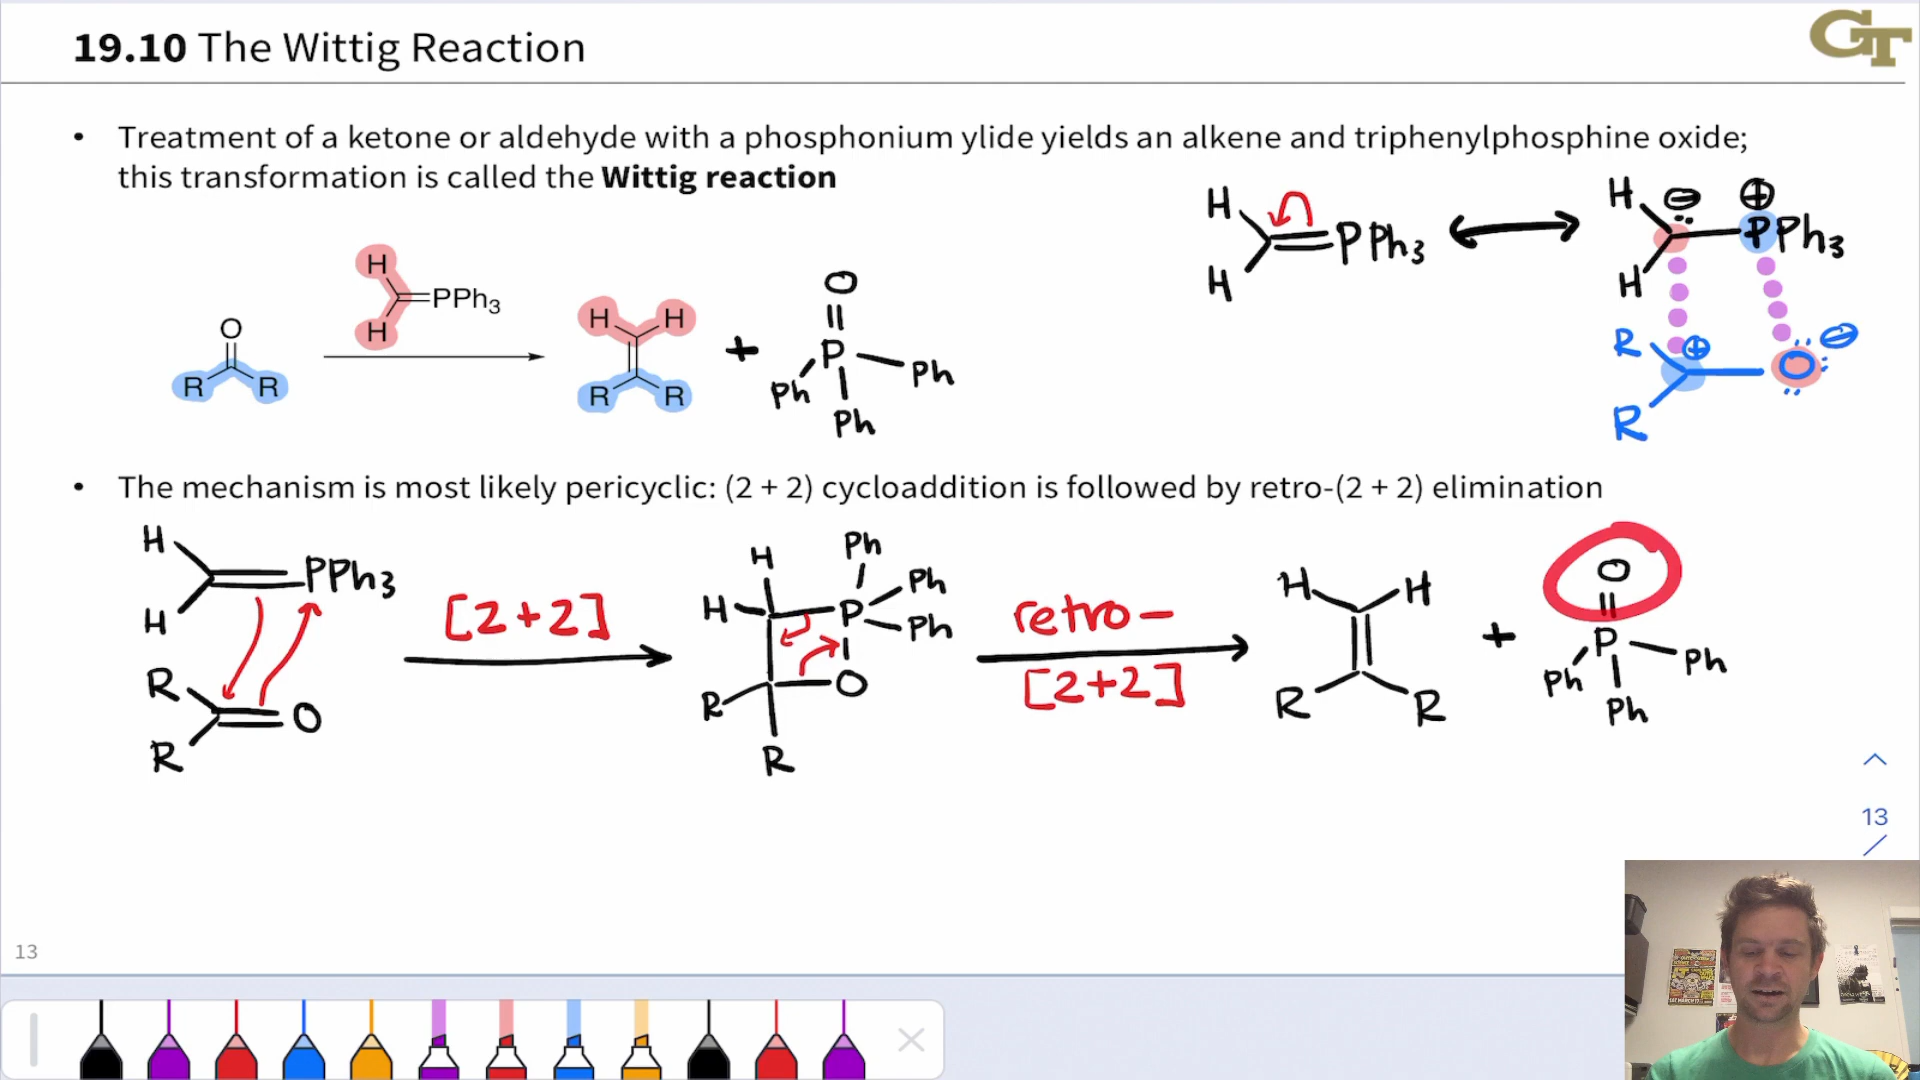 19.10 The Wittig Reaction
GT
• Treatment of a ketone or aldehyde with a phosphonium ylide yields an alkene and triphenylphosphine oxide;
this transformation is called the Wittig reaction
H
H
PPh3
O
R R
H H
R R
+
O
P
Ph Ph
Ph
H
H
PPh3
H ⊖ ⊕
PPh3
H
R ⊕ O ⊖
R
• The mechanism is most likely pericyclic: (2 + 2) cycloaddition is followed by retro-(2 + 2) elimination
H
PPh3
H
R
O
R
[2+2]
H Ph
H P Ph
Ph
R O
R
retro-
[2+2]
H H
R R
+
O
P
Ph Ph
Ph
13
13